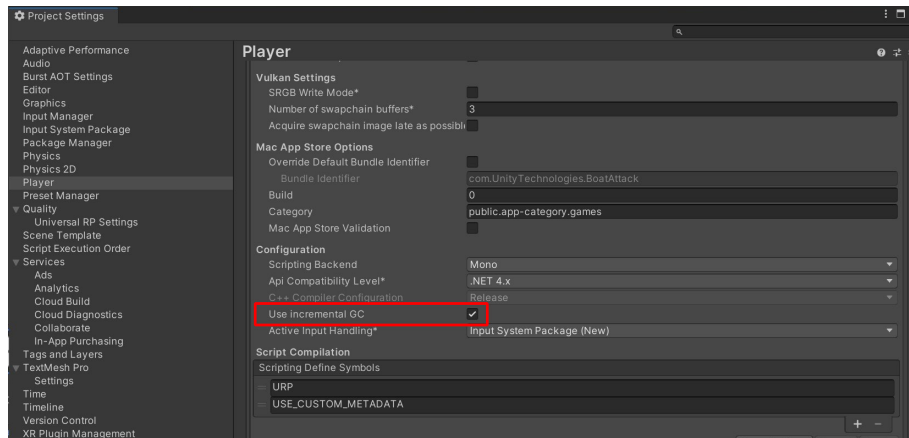 Project Settings
Adaptive Performance
Audio
Burst AOT Settings
Editor
Graphics
Input Manager
Input System Package
Package Manager
Physics
Physics 2D
Player
Preset Manager
Quality
Universal RP Settings
Scene Template
Script Execution Order
Services
Ads
Analytics
Cloud Build
Cloud Diagnostics
Collaborate
In-App Purchasing
Tags and Layers
TextMesh Pro
Settings
Time
Timeline
Version Control
XR Plugin Management
Player
Vulkan Settings
SRGB Write Mode*
Number of swapchain buffers* 3
Acquire swapchain image late as possible
Mac App Store Options
Override Default Bundle Identifier
Bundle Identifier com.UnityTechnologies.BoatAttack
Build 0
Category public.app-category.games
Mac App Store Validation
Configuration
Scripting Backend Mono
Api Compatibility Level* .NET 4.x
C++ Compiler Configuration Release
Use incremental GC
Active Input Handling* Input System Package (New)
Script Compilation
Scripting Define Symbols
URP
USE_CUSTOM_METADATA